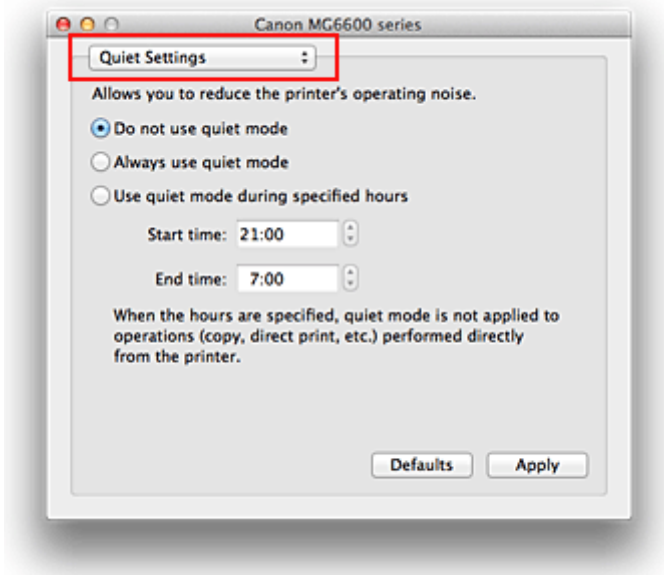 Canon MG6600 series
Quiet Settings
Allows you to reduce the printer's operating noise.
Do not use quiet mode
Always use quiet mode
Use quiet mode during specified hours
Start time: 21:00
End time: 7:00
When the hours are specified, quiet mode is not applied to
operations (copy, direct print, etc.) performed directly
from the printer.
Defaults Apply